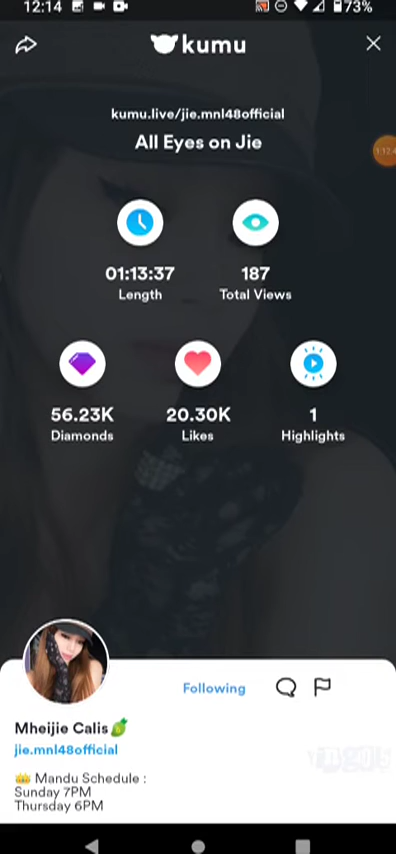 12:14
73%
kumu
kumu.live/jie.mnl48official
All Eyes on Jie
01:13:37
187
Length
Total Views
56.23K
20.30K
1
Diamonds
Likes
Highlights
Following
Mheijie Calis
jie.mnl48official
Mandu Schedule :
Sunday 7PM
Thursday 6PM